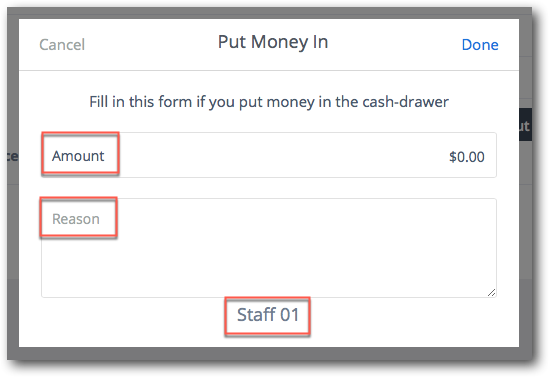 Cancel Put Money In Done
Fill in this form if you put money in the cash-drawer
Amount $0.00
Reason
Staff 01